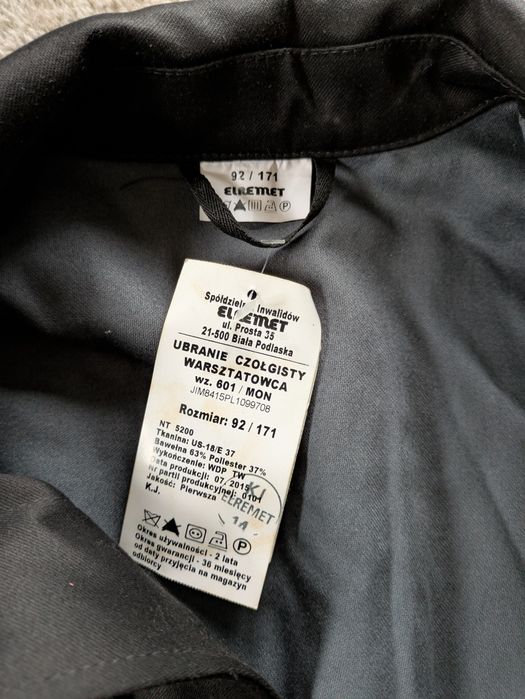 92 / 171
ELREMET
P
Spółdzielnia Inwalidów
ELREMET
ul. Prosta 35
21-500 Biała Podlaska
UBRANIE CZOŁGISTY
WARSZTATOWCA
wz. 601 / MON
JIM8415PL1099708
Rozmiar: 92 / 171
NT 5200
Tkanina: US-18/E 37
Bawełna 63% Poliester 37%
Wykończenie: WDP TW
Data produkcji: 07. 2015
Nr partii produkcyjnej: 0101
Jakość: Pierwsza
K.J.
KJ
ELREMET
14
P
Okres używalności - 2 lata
Okres gwarancji - 36 miesięcy
od daty przyjęcia na magazyn
odbiorcy